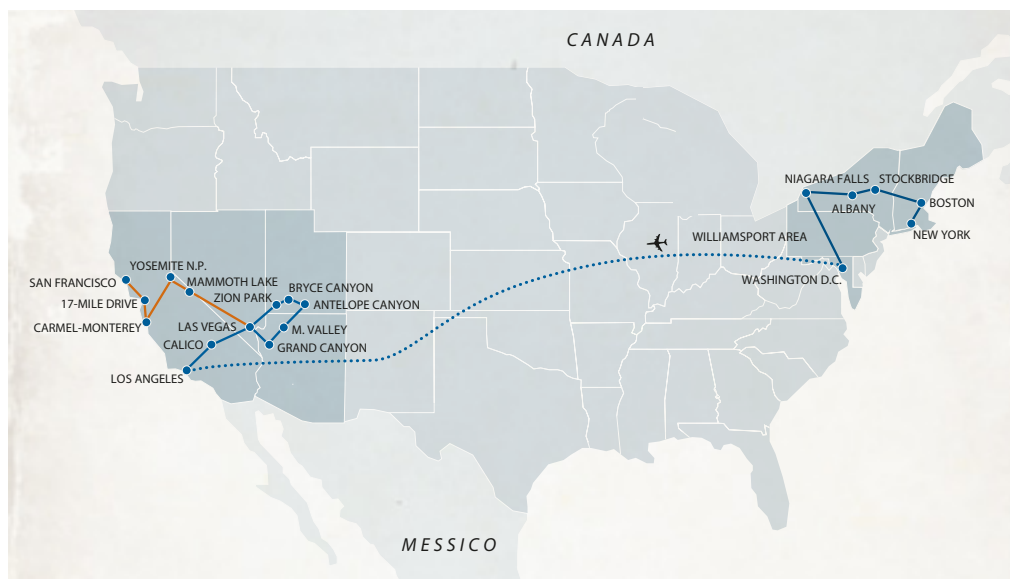 CANADA
NIAGARA FALLS
STOCKBRIDGE
ALBANY
BOSTON
NEW YORK
WILLIAMSPORT AREA
WASHINGTON D.C.
YOSEMITE N.P.
SAN FRANCISCO
MAMMOTH LAKE
BRYCE CANYON
ZION PARK
17-MILE DRIVE
ANTELOPE CANYON
CARMEL-MONTEREY
LAS VEGAS
M. VALLEY
CALICO
GRAND CANYON
LOS ANGELES
MESSICO